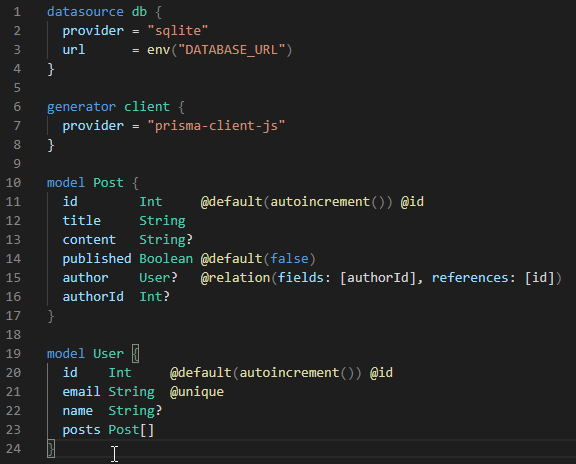 1 datasource db {
2   provider = "sqlite"
3   url      = env("DATABASE_URL")
4 }
5
6 generator client {
7   provider = "prisma-client-js"
8 }
9
10 model Post {
11   id        Int     @default(autoincrement()) @id
12   title     String
13   content   String?
14   published Boolean @default(false)
15   author    User?   @relation(fields: [authorId], references: [id])
16   authorId  Int?
17 }
18
19 model User {
20   id    Int     @default(autoincrement()) @id
21   email String  @unique
22   name  String?
23   posts Post[]
24 }